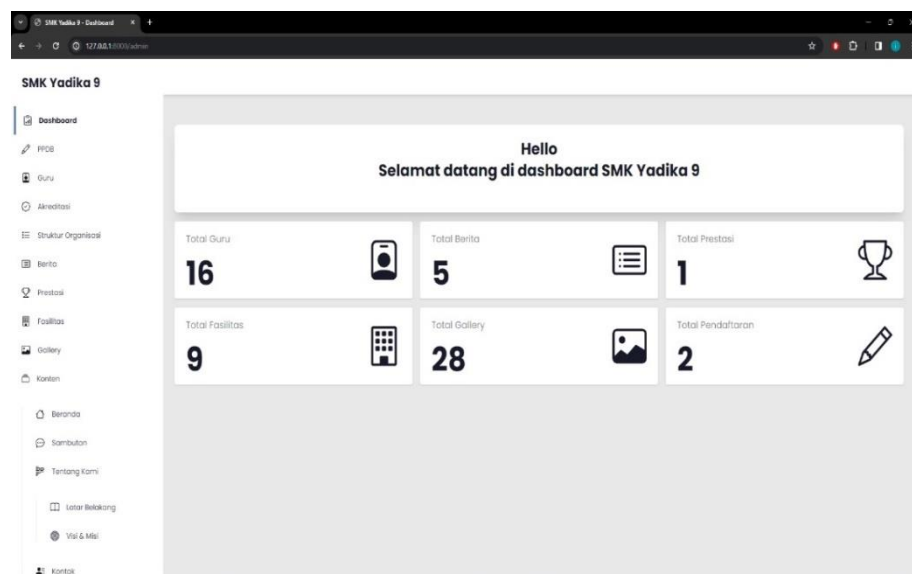 SMK Yadika 9 - Dashboard
127.0.0.1:8000/admin
SMK Yadika 9
Dashboard
PPDB
Guru
Akreditasi
Struktur Organisasi
Berita
Prestasi
Fasilitas
Gallery
Konten
Beranda
Sambutan
Tentang Kami
Latar Belakang
Visi & Misi
Kontak
Hello
Selamat datang di dashboard SMK Yadika 9
Total Guru
16
Total Berita
5
Total Prestasi
1
Total Fasilitas
9
Total Gallery
28
Total Pendaftaran
2